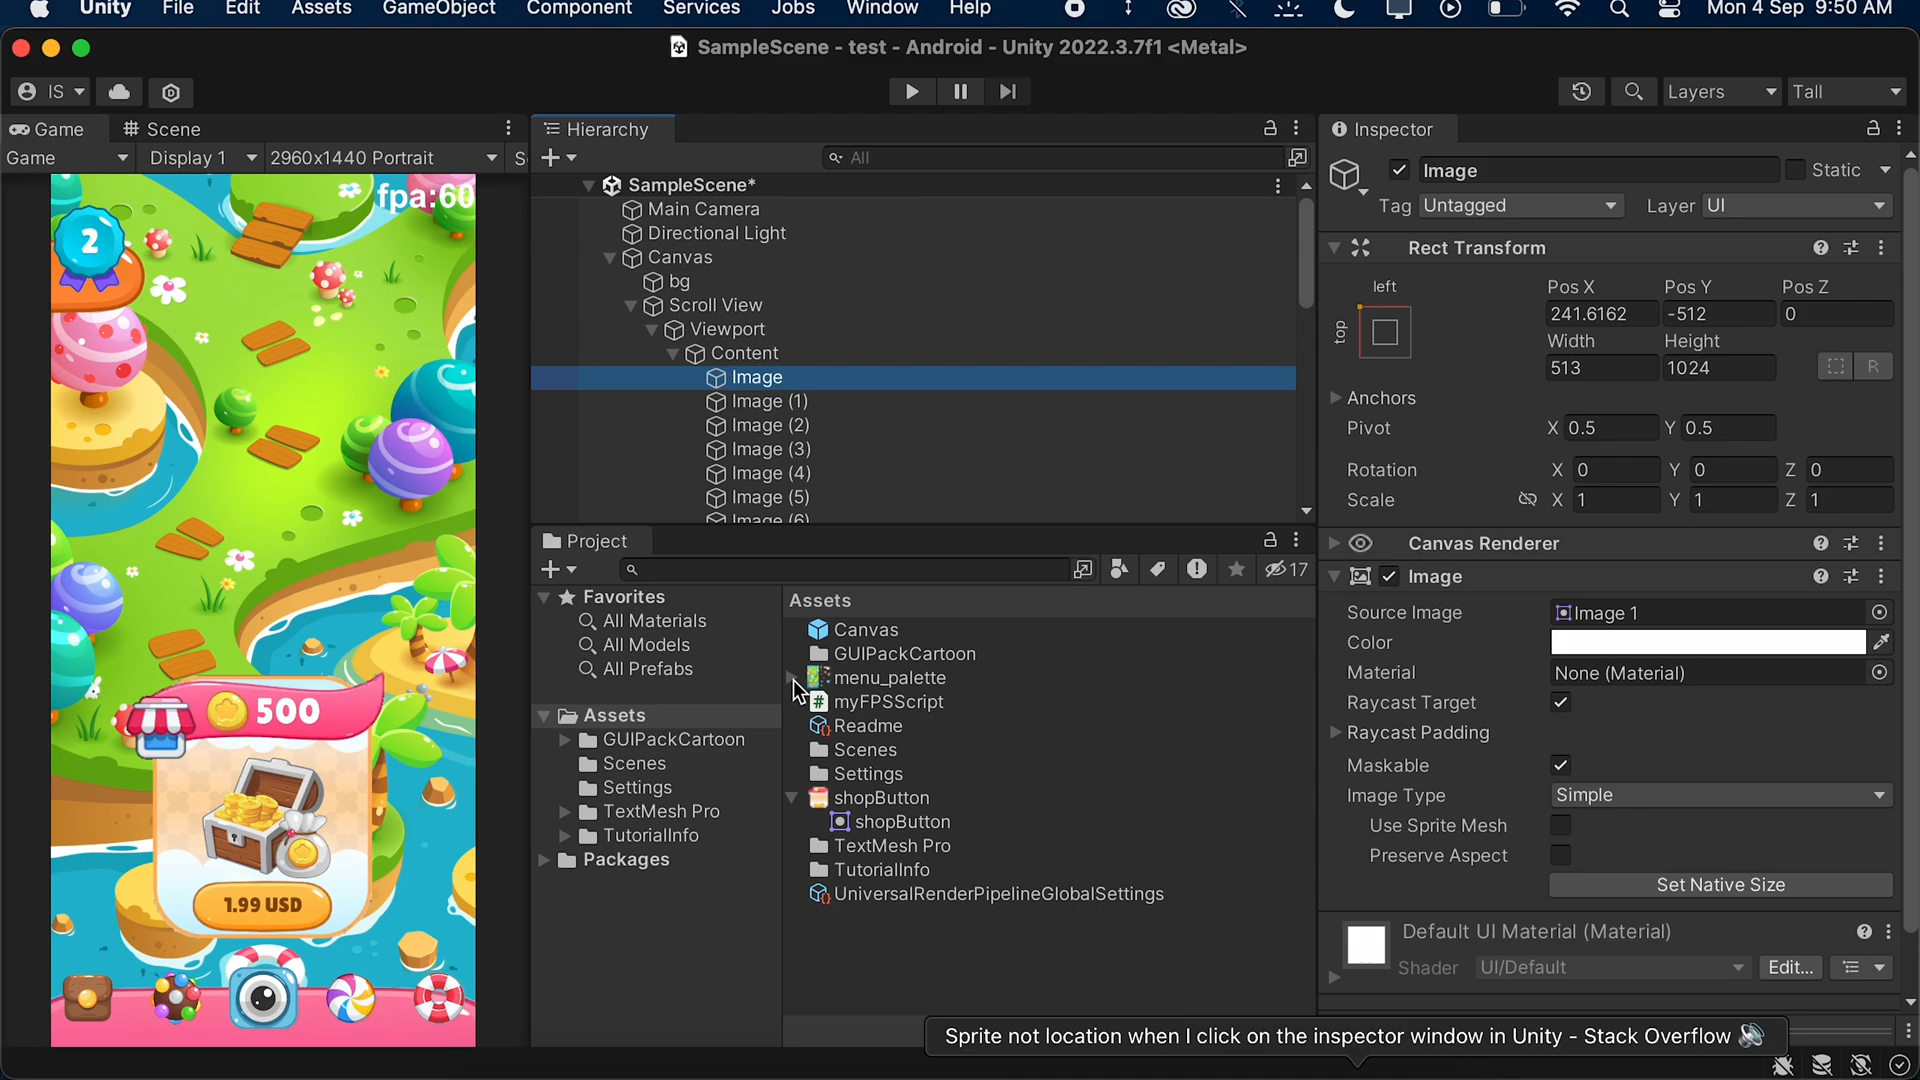 Unity File Edit Assets GameObject Component Services Jobs Window Help Mon 4 Sep 9:50 AM
SampleScene - test - Android - Unity 2022.3.7f1 <Metal>
IS Layers Tall
Game Scene
Game Display 1 2960x1440 Portrait S
fpa:60
2
500
1.99 USD
Hierarchy
All
SampleScene*
Main Camera
Directional Light
Canvas
bg
Scroll View
Viewport
Content
Image
Image (1)
Image (2)
Image (3)
Image (4)
Image (5)
Image (6)
Project
17
Favorites
All Materials
All Models
All Prefabs
Assets
GUIPackCartoon
Scenes
Settings
TextMesh Pro
TutorialInfo
Packages
Assets
Canvas
GUIPackCartoon
menu_palette
myFPSScript
Readme
Scenes
Settings
shopButton
shopButton
TextMesh Pro
TutorialInfo
UniversalRenderPipelineGlobalSettings
Inspector
Image Static
Tag Untagged Layer UI
Rect Transform
left Pos X Pos Y Pos Z
top 241.6162 -512 0
Width Height
513 1024 R
Anchors
Pivot X 0.5 Y 0.5
Rotation X 0 Y 0 Z 0
Scale X 1 Y 1 Z 1
Canvas Renderer
Image
Source Image Image 1
Color
Material None (Material)
Raycast Target
Raycast Padding
Maskable
Image Type Simple
Use Sprite Mesh
Preserve Aspect
Set Native Size
Default UI Material (Material)
Shader UI/Default Edit...
Sprite not location when I click on the inspector window in Unity - Stack Overflow